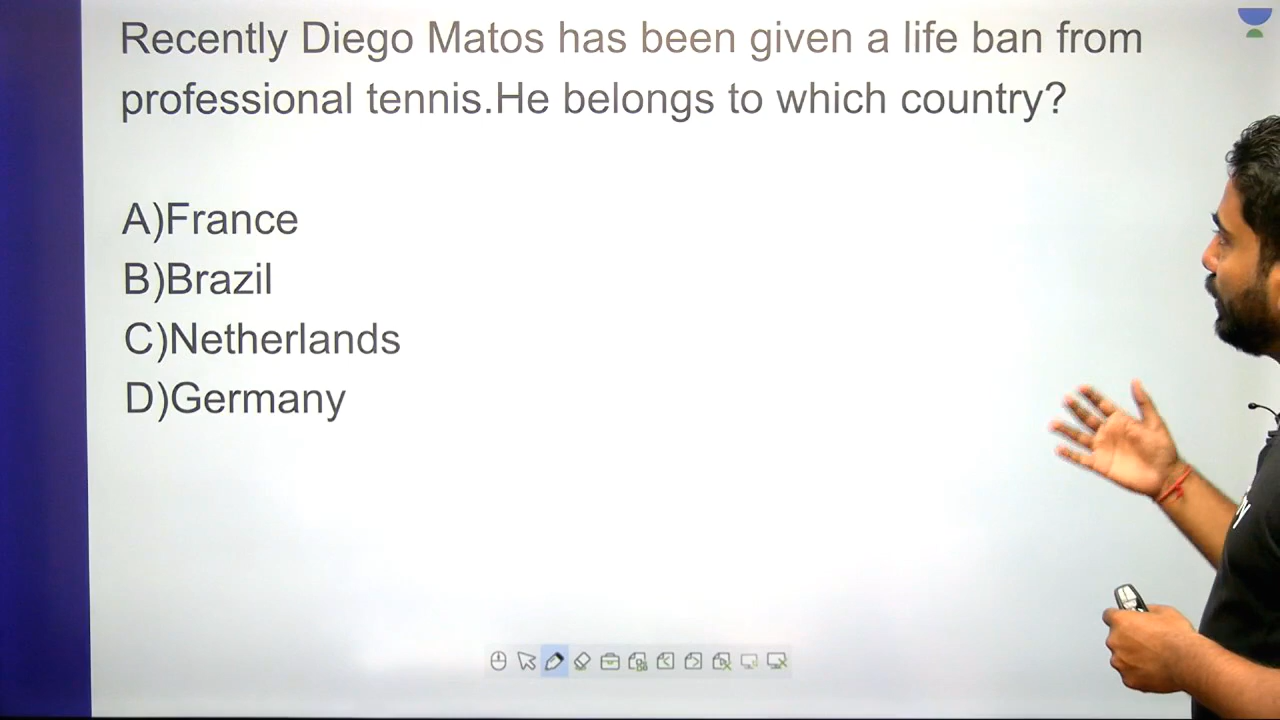 Recently Diego Matos has been given a life ban from
professional tennis.He belongs to which country?
A)France
B)Brazil
C)Netherlands
D)Germany